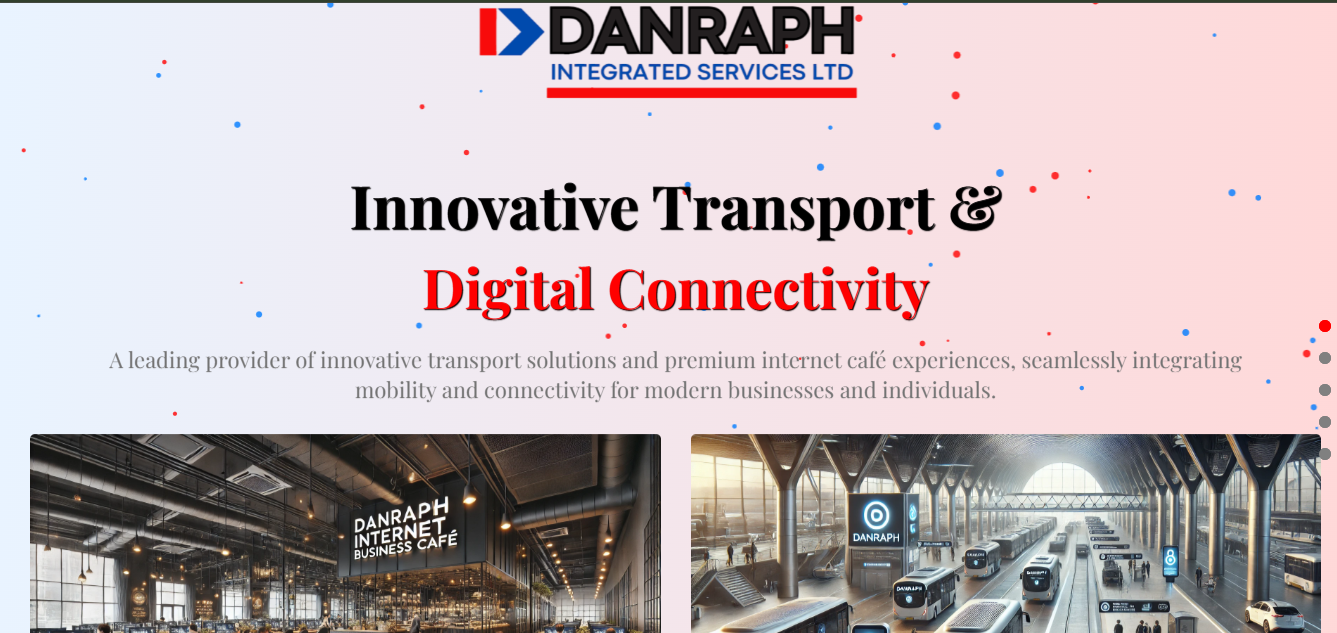 DANRAPH
INTEGRATED SERVICES LTD
Innovative Transport &
Digital Connectivity
A leading provider of innovative transport solutions and premium internet café experiences, seamlessly integrating
mobility and connectivity for modern businesses and individuals.
DANRAPH
INTERNET
BUSINESS CAFÉ
DANRAPH
DANRAPH